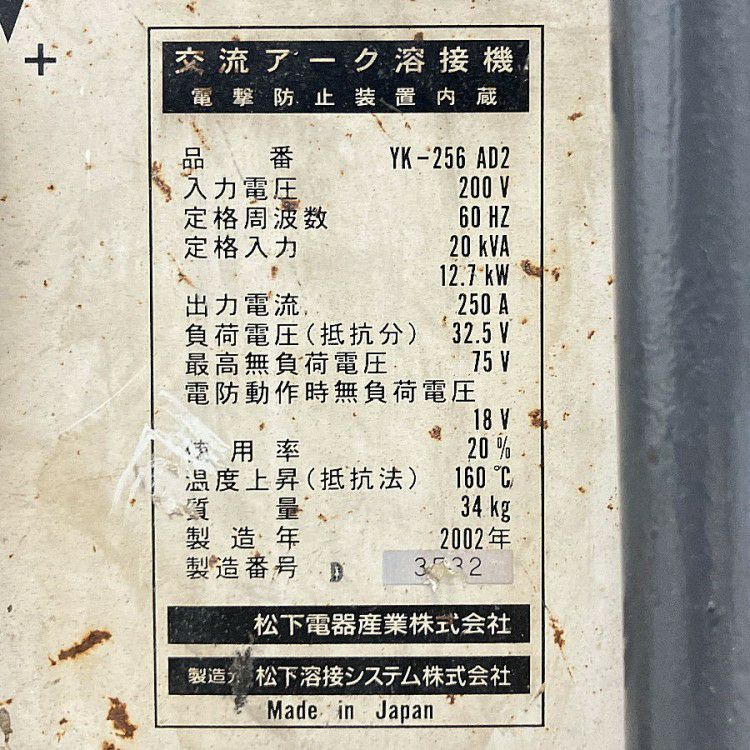 +
交流アーク溶接機
電撃防止装置内蔵
品番 YK-256 AD2
入力電圧 200 V
定格周波数 60 HZ
定格入力 20 kVA
12.7 kW
出力電流 250 A
負荷電圧(抵抗分) 32.5 V
最高無負荷電圧 75 V
電防動作時無負荷電圧
18 V
使用率 20 %
温度上昇(抵抗法) 160 ℃
質量 34 kg
製造年 2002年
製造番号 D
松下電器産業株式会社
製造元 松下溶接システム株式会社
Made in Japan